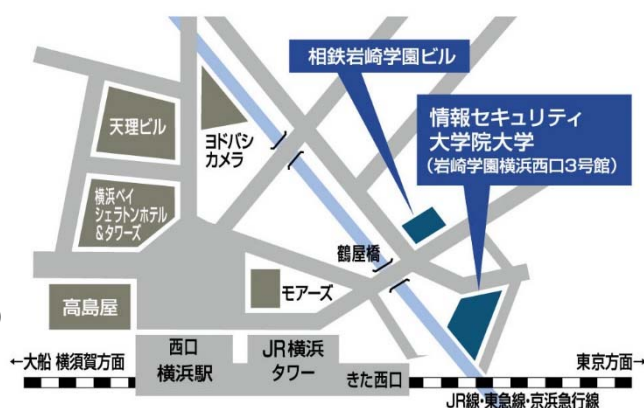 相鉄岩崎学園ビル
情報セキュリティ
大学院大学
(岩崎学園横浜西口3号館)
天理ビル
ヨドバシ
カメラ
横浜ベイ
シェラトンホテル
&タワーズ
鶴屋橋
モアーズ
高島屋
西口
横浜駅
JR横浜
タワー
きた西口
←大船 横須賀方面
東京方面→
JR線・東急線・京浜急行線